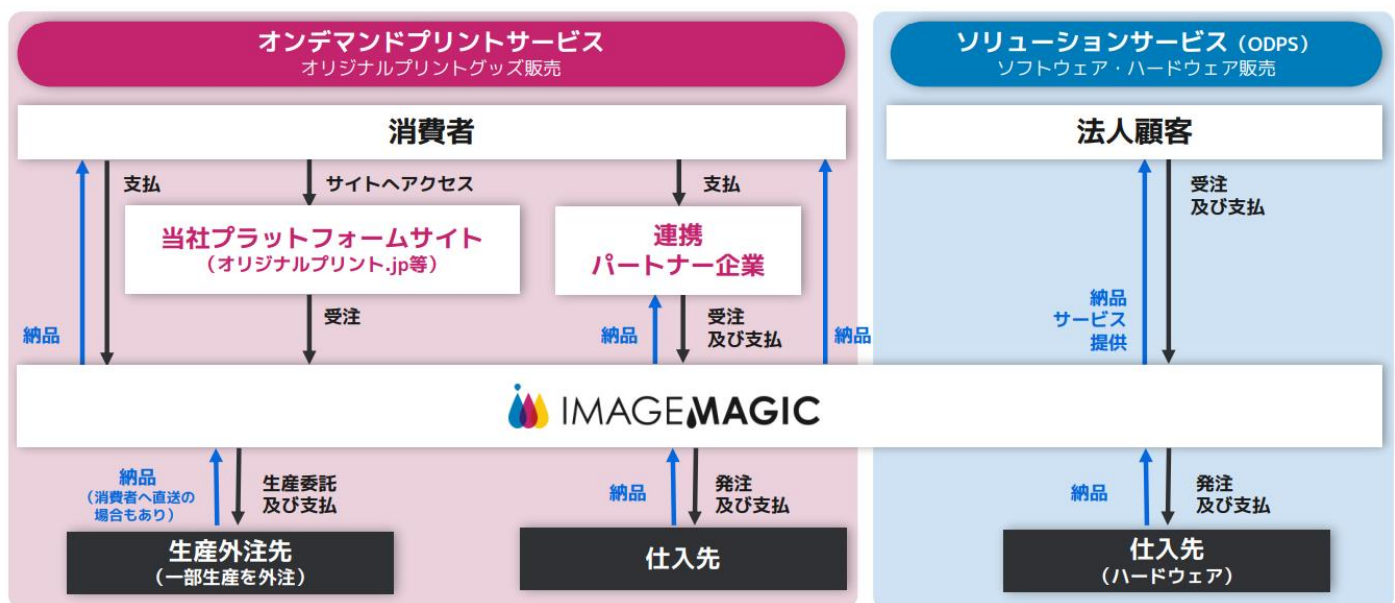 オンデマンドプリントサービス
オリジナルプリントグッズ販売
消費者
支払
サイトへアクセス
支払
当社プラットフォームサイト
（オリジナルプリント.jp等）
連携
パートナー企業
納品
受注
納品
受注
及び支払
納品
ソリューションサービス（ODPS）
ソフトウェア・ハードウェア販売
法人顧客
受注
及び支払
納品
サービス
提供
IMAGEMAGIC
納品
（消費者へ直送の
場合もあり）
生産委託
及び支払
納品
発注
及び支払
納品
発注
及び支払
生産外注先
（一部生産を外注）
仕入先
仕入先
（ハードウェア）